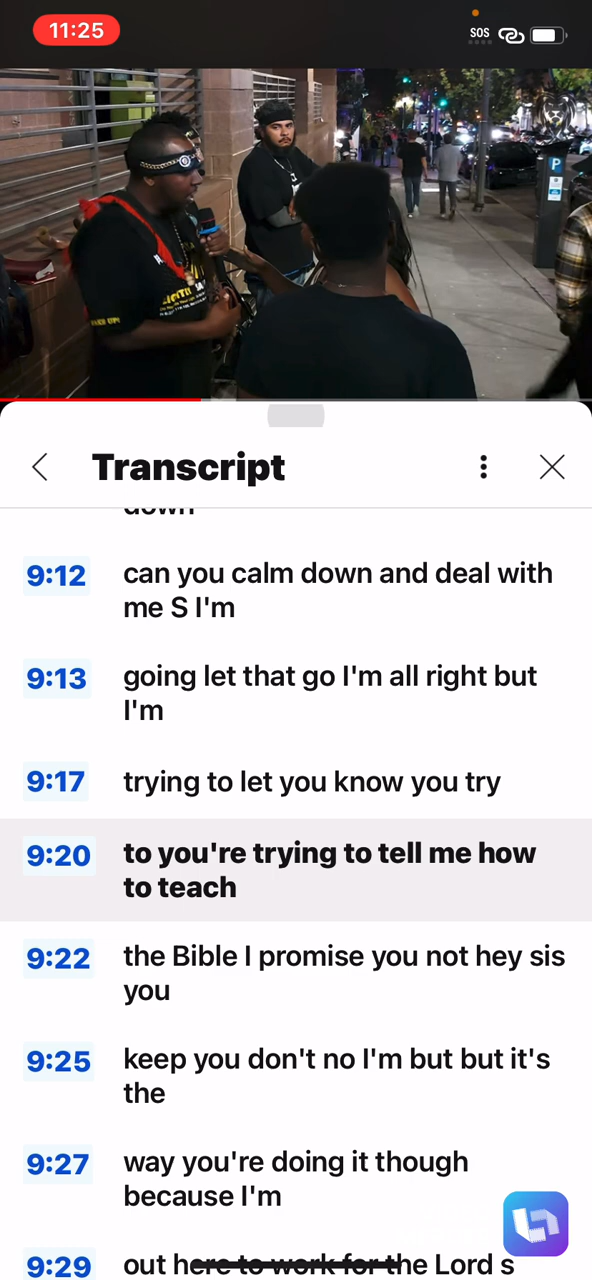 11:25
SOS
P
Transcript
down
9:12
can you calm down and deal with
me S I'm
9:13
going let that go I'm all right but
I'm
9:17
trying to let you know you try
9:20
to you're trying to tell me how
to teach
9:22
the Bible I promise you not hey sis
you
9:25
keep you don't no I'm but but it's
the
9:27
way you're doing it though
because I'm
9:29
out here to work for the Lord s